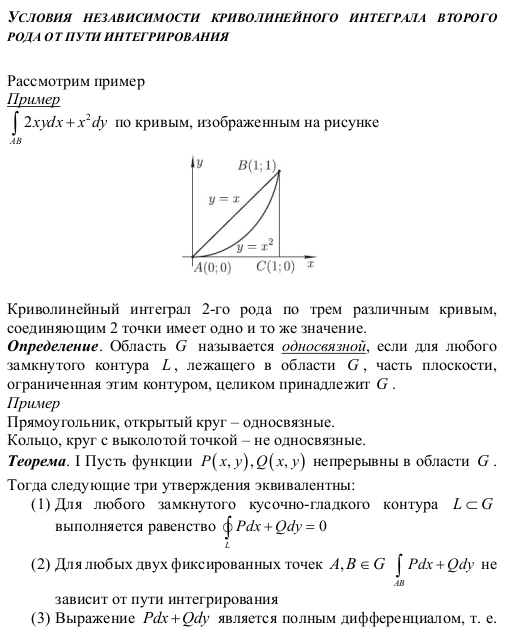 УСЛОВИЯ НЕЗАВИСИМОСТИ КРИВОЛИНЕЙНОГО ИНТЕГРАЛА ВТОРОГО
РОДА ОТ ПУТИ ИНТЕГРИРОВАНИЯ
Рассмотрим пример
Пример
∫_{AB} 2xydx + x²dy по кривым, изображенным на рисунке
y
B(1;1)
y = x
y = x²
A(0;0) C(1;0) x
Криволинейный интеграл 2-го рода по трем различным кривым,
соединяющим 2 точки имеет одно и то же значение.
Определение. Область G называется односвязной, если для любого
замкнутого контура L, лежащего в области G, часть плоскости,
ограниченная этим контуром, целиком принадлежит G.
Пример
Прямоугольник, открытый круг – односвязные.
Кольцо, круг с выколотой точкой – не односвязные.
Теорема. I Пусть функции P(x, y), Q(x, y) непрерывны в области G.
Тогда следующие три утверждения эквивалентны:
(1) Для любого замкнутого кусочно-гладкого контура L ⊂ G
выполняется равенство ∮_L Pdx + Qdy = 0
(2) Для любых двух фиксированных точек A, B ∈ G ∫_{AB} Pdx + Qdy не
зависит от пути интегрирования
(3) Выражение Pdx + Qdy является полным дифференциалом, т. е.